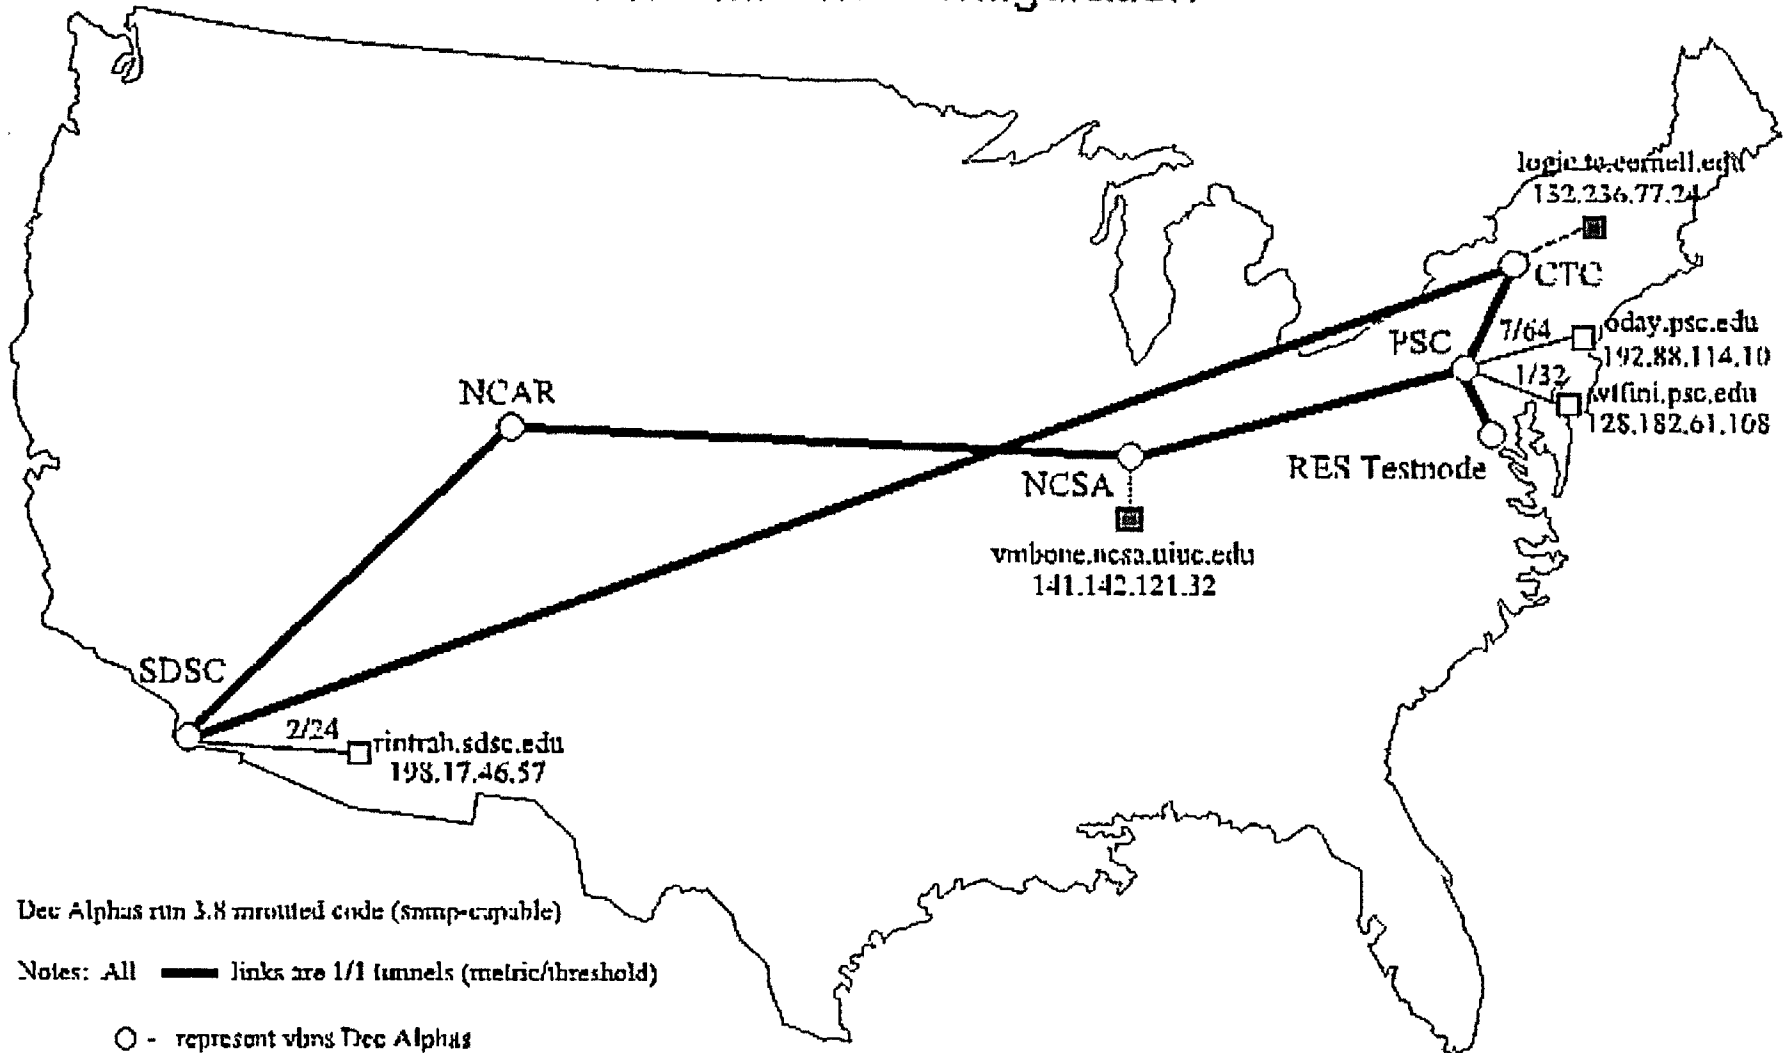 logic.tc.cornell.edu
132.236.77.24
CTC
oday.psc.edu
7/64
192.88.114.10
PSC
1/32
128.182.61.108
NCAR
RES Testnode
NCSA
vmbone.ncsa.uiuc.edu
141.142.121.32
SDSC
2/24
rintrah.sdsc.edu
198.17.46.57
Dec Alphas run 3.8 mrouted code (snmp-capable)
Notes: All links are 1/1 tunnels (metric/threshold)
- represent vbns Dec Alphas